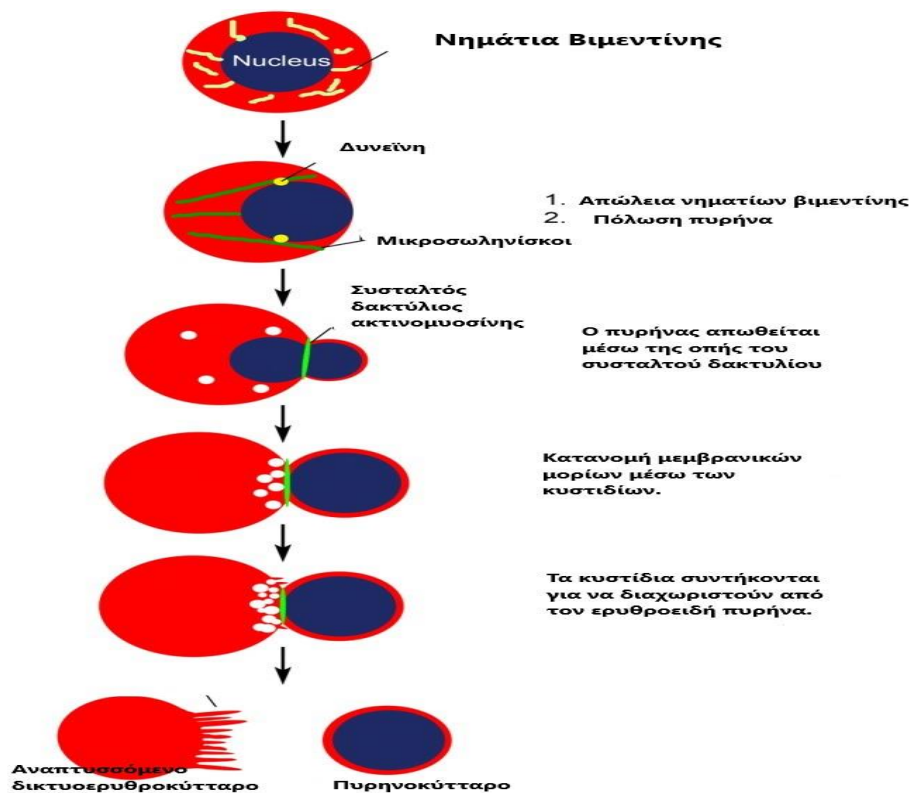 Νημάτια Βιμεντίνης
Nucleus
Δυνεΐνη
1. Απώλεια νηματίων βιμεντίνης
2. Πόλωση πυρήνα
Μικροσωληνίσκοι
Συσταλτός
δακτύλιος
ακτινομυοσίνης
Ο πυρήνας απωθείται
μέσω της οπής του
συσταλτού δακτυλίου
Κατανομή μεμβρανικών
μορίων μέσω των
κυστιδίων.
Τα κυστίδια συντήκονται
για να διαχωριστούν από
τον ερυθροειδή πυρήνα.
Αναπτυσσόμενο
δικτυοερυθροκύτταρο
Πυρηνοκύτταρο